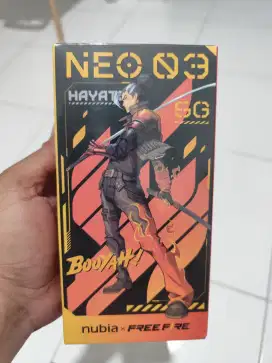 NEO 03
HAYATO
5G
BOOYAH!
nubia × FREE FIRE